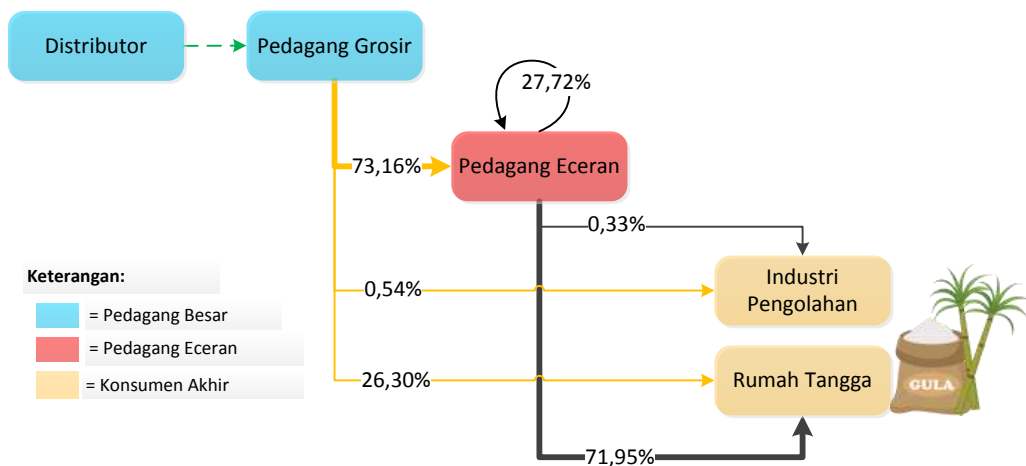 Distributor
Pedagang Grosir
27,72%
73,16%
Pedagang Eceran
0,33%
Keterangan:
0,54%
Industri
Pengolahan
= Pedagang Besar
= Pedagang Eceran
= Konsumen Akhir
26,30%
Rumah Tangga
GULA
71,95%